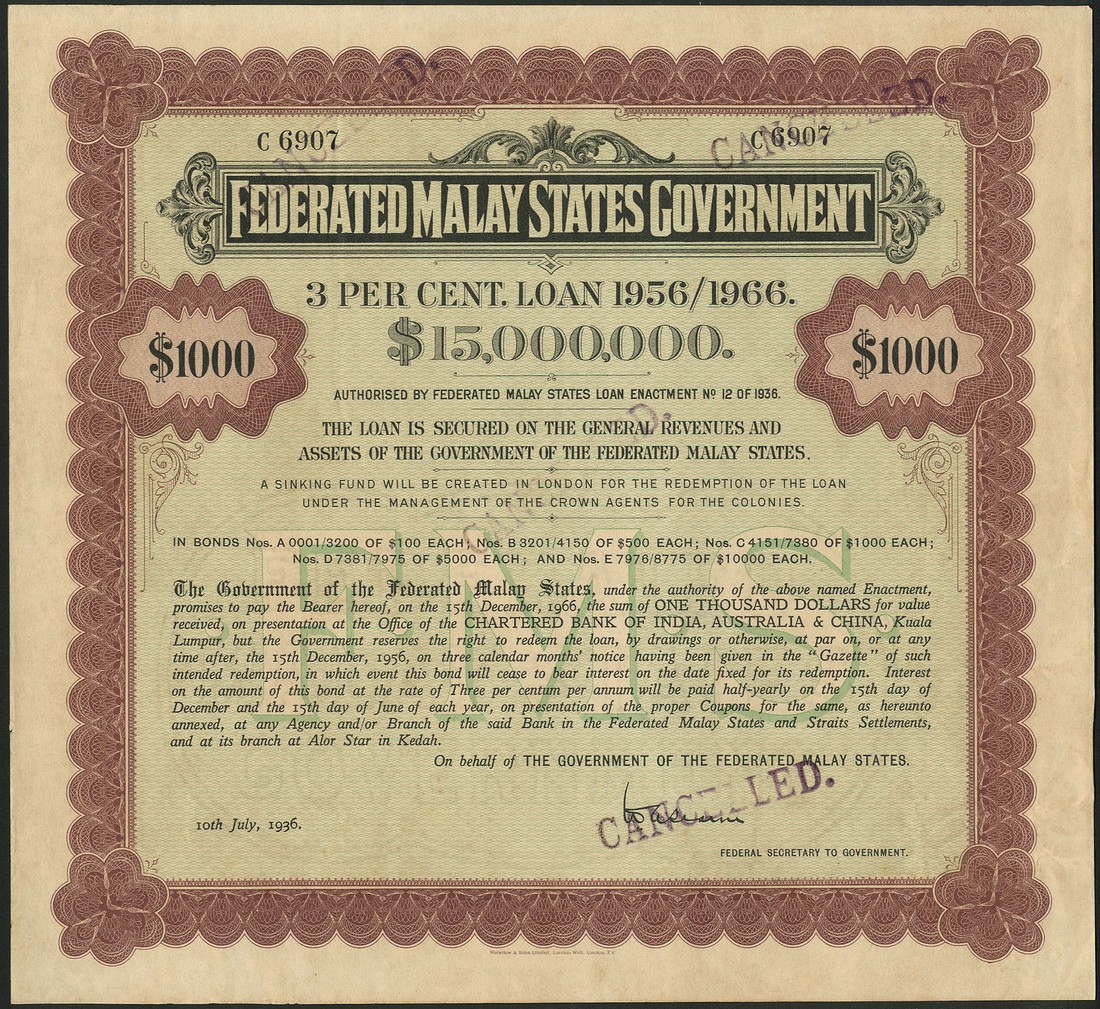 C 6907
C 6907
CANCELLED.
CANCELLED.
FEDERATED MALAY STATES GOVERNMENT
3 PER CENT. LOAN 1956/1966.
$1000
$15,000,000.
$1000
AUTHORISED BY FEDERATED MALAY STATES LOAN ENACTMENT No 12 OF 1936.
THE LOAN IS SECURED ON THE GENERAL REVENUES AND
ASSETS OF THE GOVERNMENT OF THE FEDERATED MALAY STATES.
A SINKING FUND WILL BE CREATED IN LONDON FOR THE REDEMPTION OF THE LOAN
UNDER THE MANAGEMENT OF THE CROWN AGENTS FOR THE COLONIES.
CANCELLED.
F.M.S.
IN BONDS Nos. A 0001/3200 OF $100 EACH; Nos. B 3201/4150 OF $500 EACH; Nos. C 4151/7380 OF $1000 EACH;
Nos. D 7381/7975 OF $5000 EACH; AND Nos. E 7976/8775 OF $10000 EACH.
The Government of the Federated Malay States, under the authority of the above named Enactment,
promises to pay the Bearer hereof, on the 15th December, 1966, the sum of ONE THOUSAND DOLLARS for value
received, on presentation at the Office of the CHARTERED BANK OF INDIA, AUSTRALIA & CHINA, Kuala
Lumpur, but the Government reserves the right to redeem the loan, by drawings or otherwise, at par on, or at any
time after, the 15th December, 1956, on three calendar months' notice having been given in the "Gazette" of such
intended redemption, in which event this bond will cease to bear interest on the date fixed for its redemption. Interest
on the amount of this bond at the rate of Three per centum per annum will be paid half-yearly on the 15th day of
December and the 15th day of June of each year, on presentation of the proper Coupons for the same, as hereunto
annexed, at any Agency and/or Branch of the said Bank in the Federated Malay States and Straits Settlements,
and at its branch at Alor Star in Kedah.
On behalf of THE GOVERNMENT OF THE FEDERATED MALAY STATES.
CANCELLED.
10th July, 1936.
FEDERAL SECRETARY TO GOVERNMENT.
Waterlow & Sons Limited, London Wall, London, E.C.